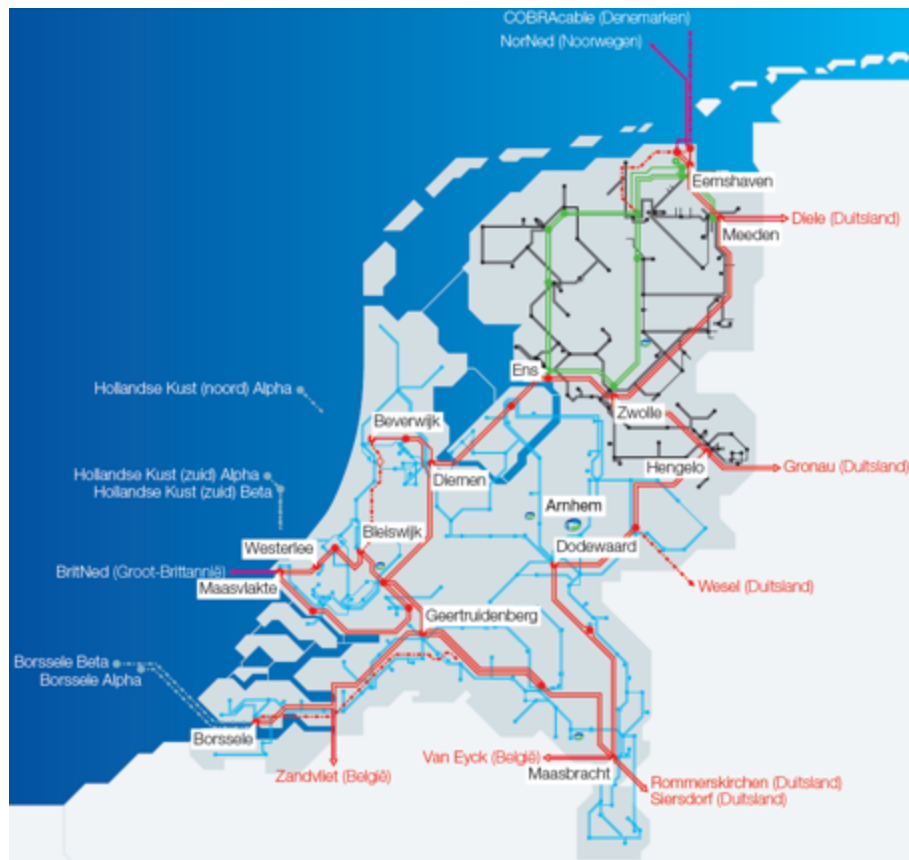 COBRAcable (Denemarken)
NorNed (Noorwegen)
Eemshaven
Diele (Duitsland)
Meeden
Ens
Hollandse Kust (noord) Alpha
Zwolle
Beverwijk
Hengelo
Gronau (Duitsland)
Hollandse Kust (zuid) Alpha
Hollandse Kust (zuid) Beta
Diemen
Arnhem
Bleiswijk
Westerlee
Dodewaard
BritNed (Groot-Brittannië)
Maasvlakte
Wesel (Duitsland)
Geertruidenberg
Borssele Beta
Borssele Alpha
Borssele
Van Eyck (België)
Zandvliet (België)
Maasbracht
Rommerskirchen (Duitsland)
Siersdorf (Duitsland)